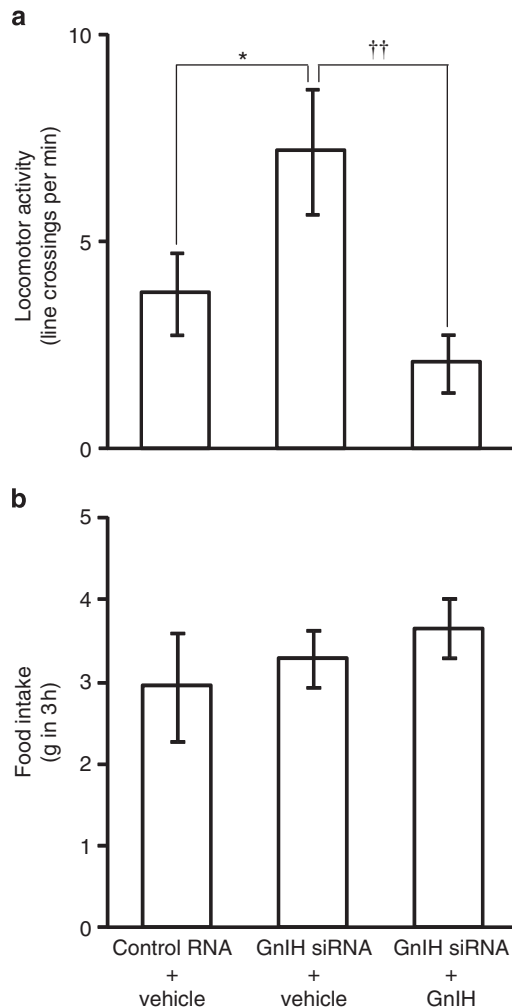 a
10
5
0
Locomotor activity
(line crossings per min)
*
††
b
5
4
3
2
1
0
Food intake
(g in 3 h)
Control RNA
+
vehicle
GnIH siRNA
+
vehicle
GnIH siRNA
+
GnIH